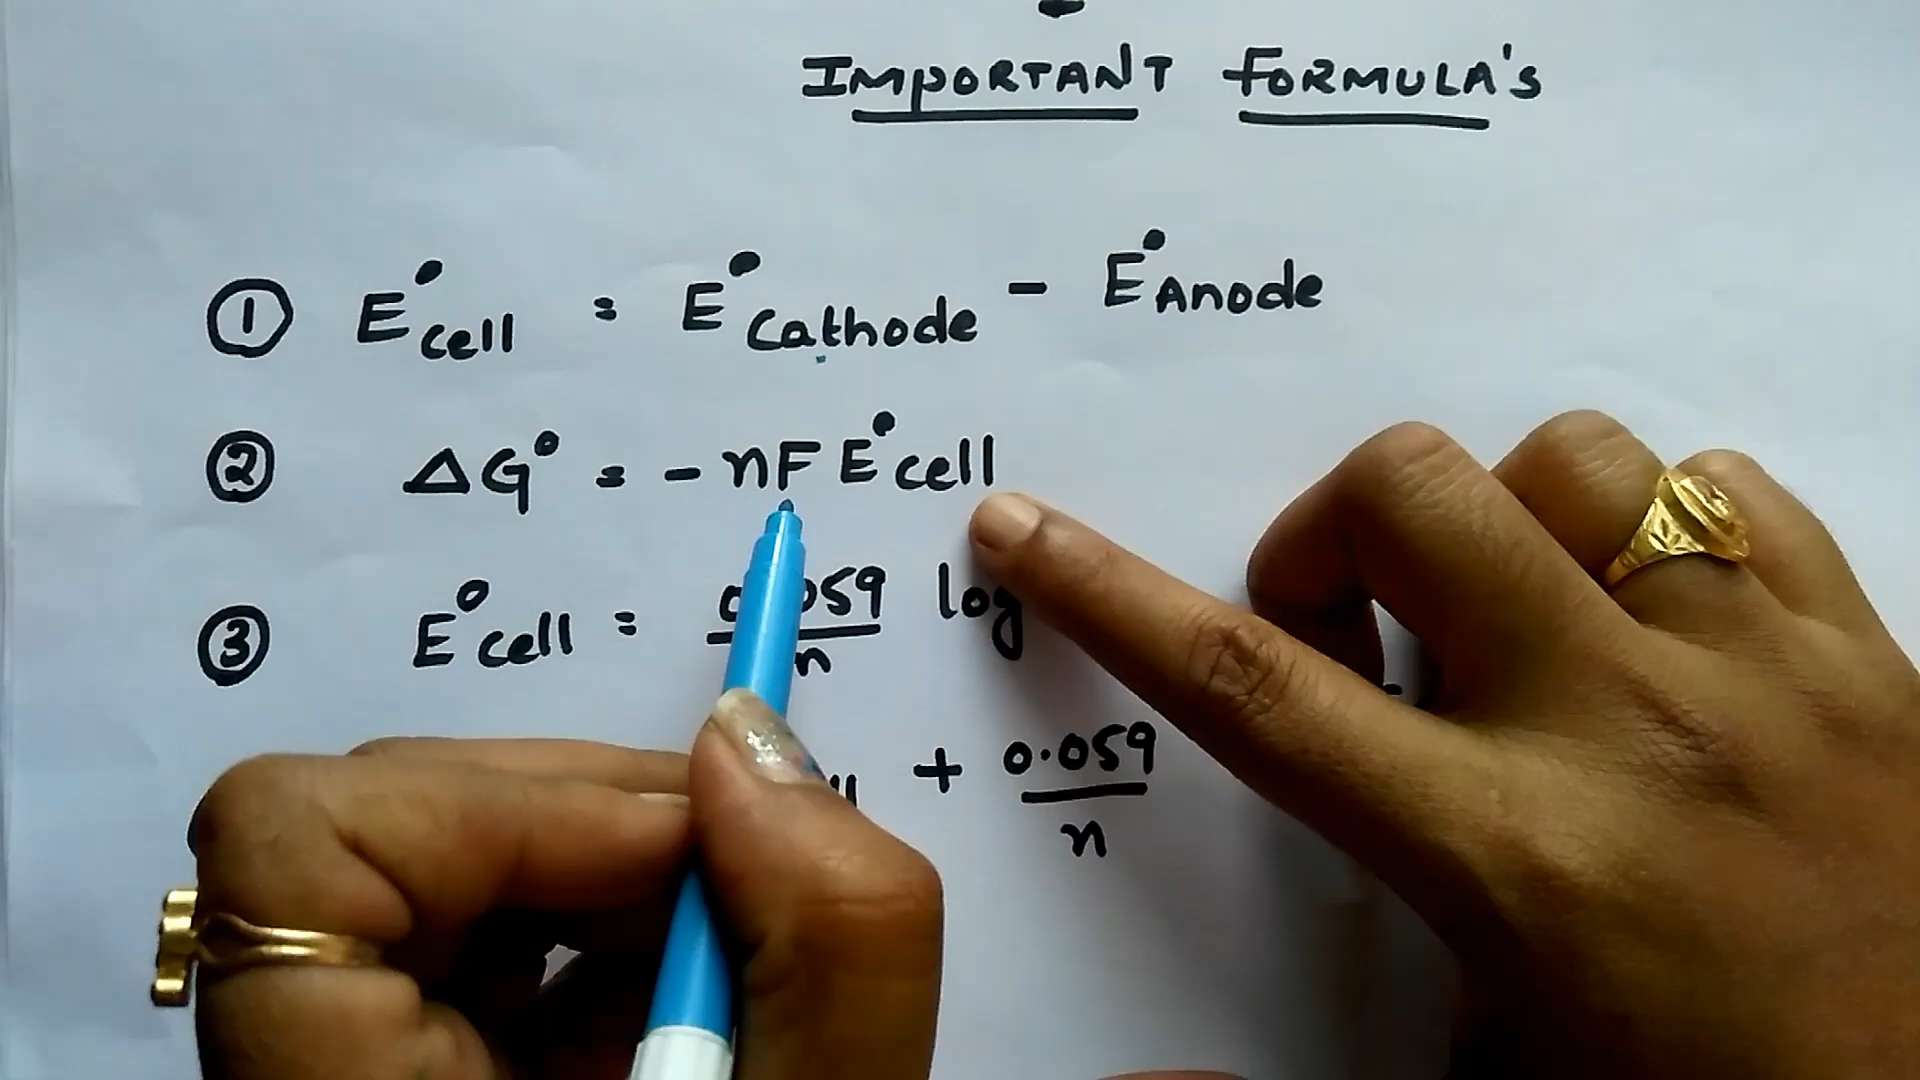 IMPORTANT FORMULA'S
① E°cell = E°Cathode - E°Anode
② ΔG° = - nFE°cell
③ E°cell = 0.059/n log
+ 0.059/n